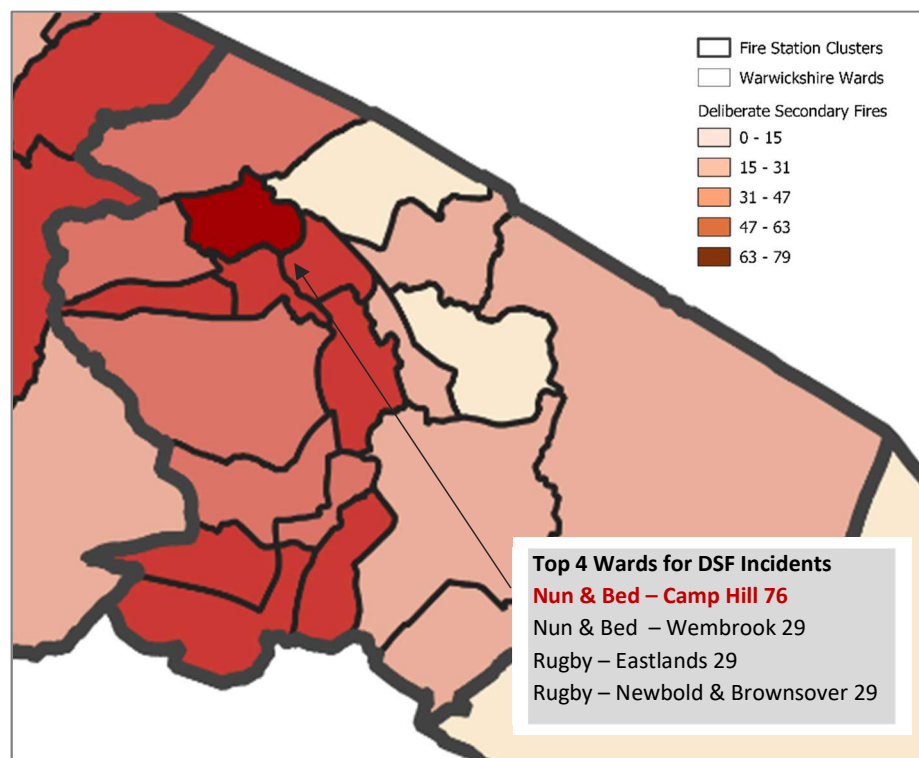 Fire Station Clusters
Warwickshire Wards
Deliberate Secondary Fires
0 - 15
15 - 31
31 - 47
47 - 63
63 - 79
Top 4 Wards for DSF Incidents
Nun & Bed – Camp Hill 76
Nun & Bed – Wembrook 29
Rugby – Eastlands 29
Rugby – Newbold & Brownsover 29